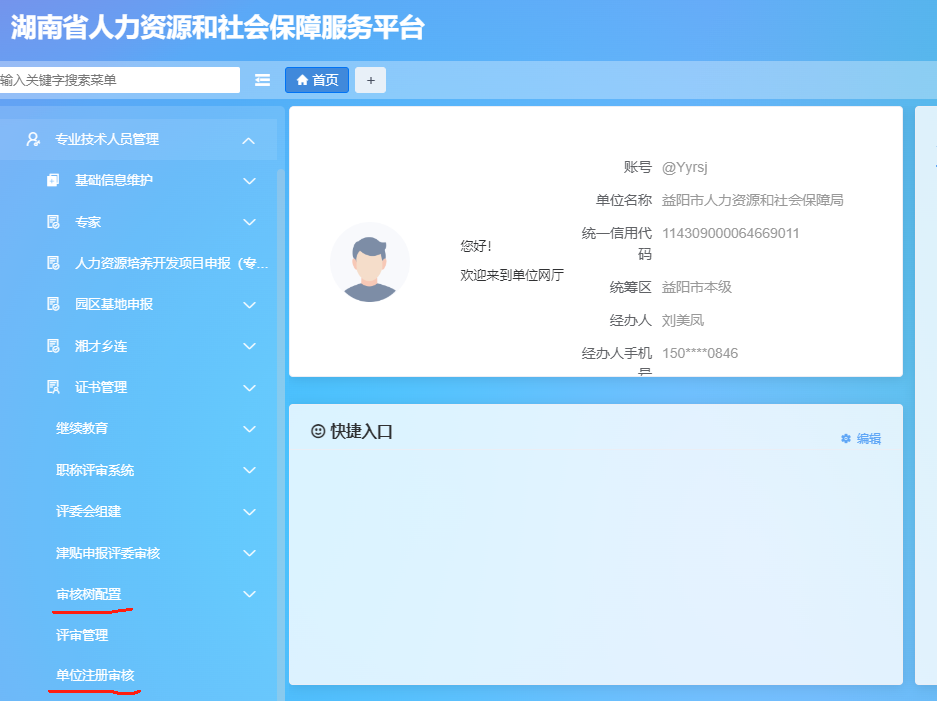 湖南省人力资源和社会保障服务平台
输入关键字搜索菜单
首页
+
专业技术人员管理
基础信息维护
专家
人力资源培养开发项目申报（专...
园区基地申报
湘才乡连
证书管理
继续教育
职称评审系统
评委会组建
津贴申报评委审核
审核树配置
评审管理
单位注册审核
您好!
欢迎来到单位网厅
账号 @Yyrsj
单位名称 益阳市人力资源和社会保障局
统一信用代码 114309000064669011
统筹区 益阳市本级
经办人 刘美凤
经办人手机号 150****0846
快捷入口
编辑